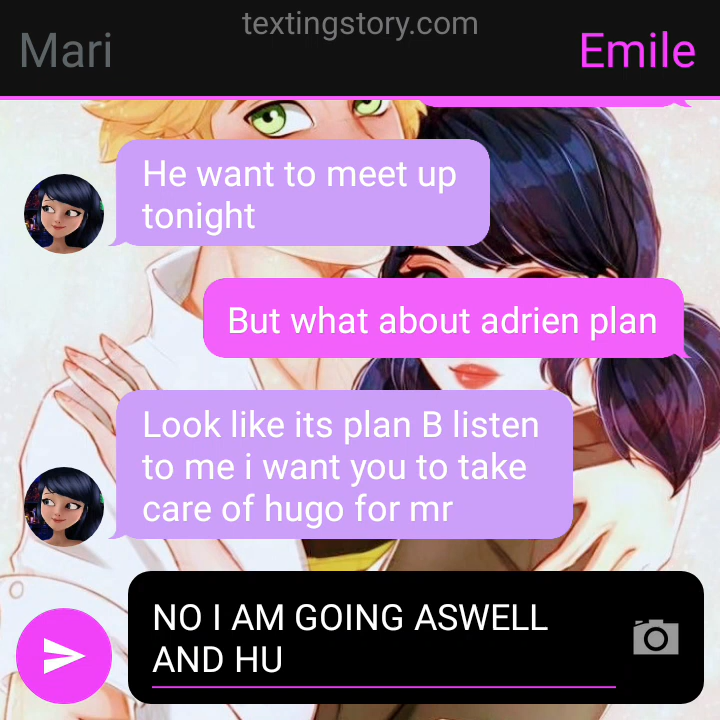 textingstory.com
Mari
Emile
He want to meet up
tonight
But what about adrien plan
Look like its plan B listen
to me i want you to take
care of hugo for mr
NO I AM GOING ASWELL
AND HU